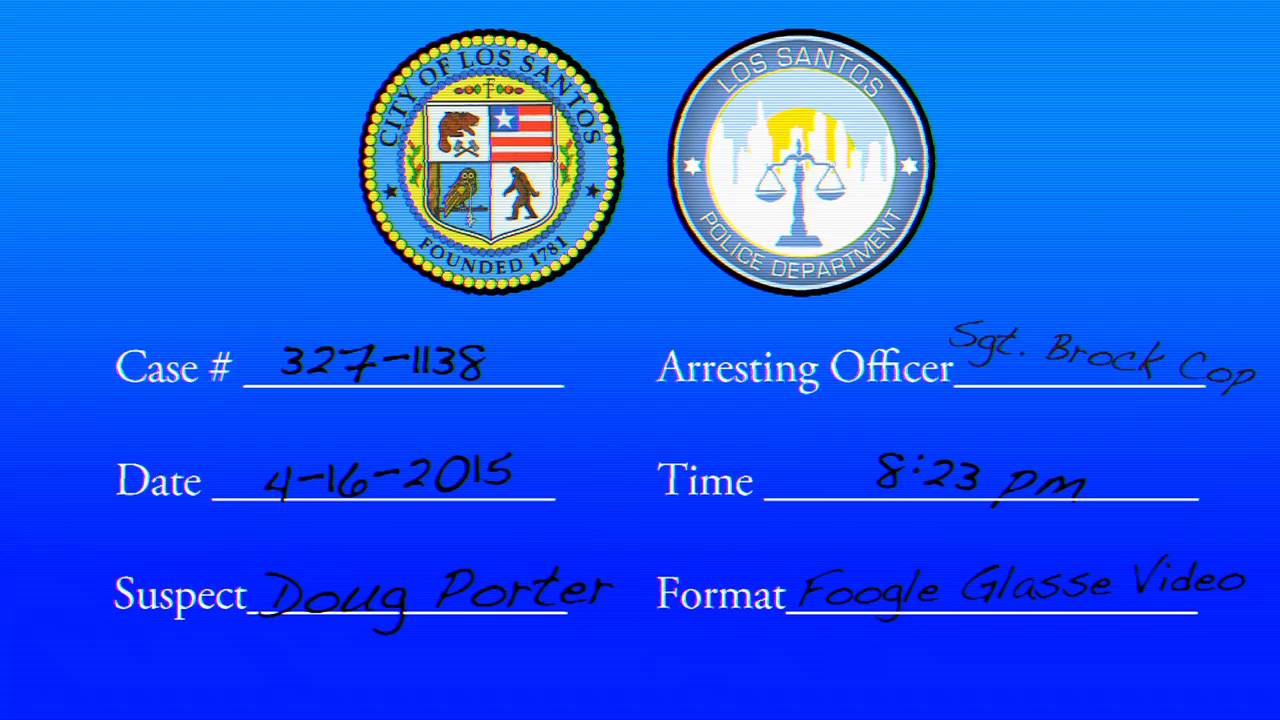 CITY OF LOS SANTOS
FOUNDED 1781
LOS SANTOS
POLICE DEPARTMENT
Case # 327-1138
Arresting Officer Sgt. Brock Cop
Date 4-16-2015
Time 8:23 pm
Suspect Doug Porter
Format Foogle Glasse Video